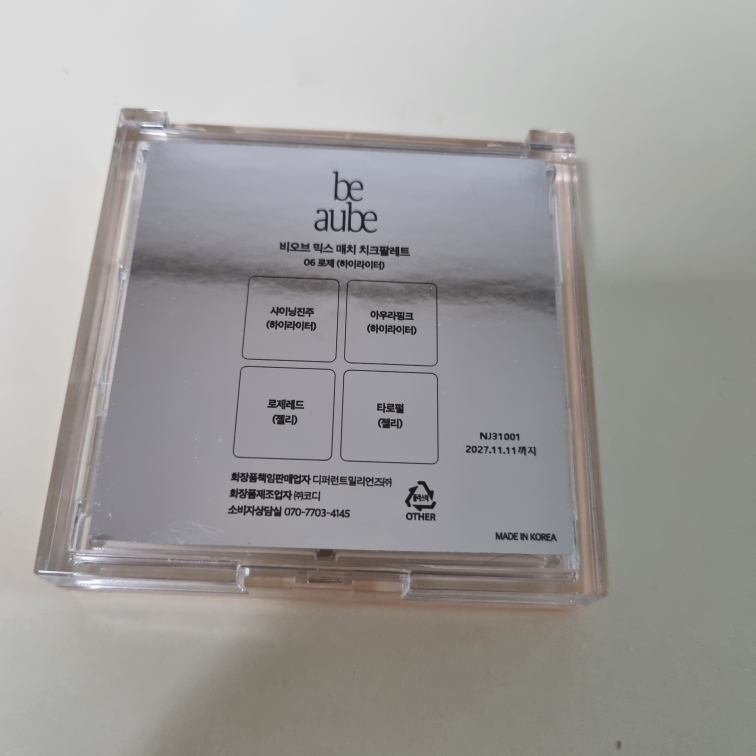 be
aube
비오브 믹스 매치 치크팔레트
06 로제 (하이라이터)
샤이닝진주
(하이라이터)
아우라핑크
(하이라이터)
로제레드
(젤리)
타로펄
(젤리)
NJ31001
2027.11.11까지
화장품책임판매업자 디퍼런트밀리언즈㈜
화장품제조업자 ㈜코디
소비자상담실 070-7703-4145
플라스틱
OTHER
MADE IN KOREA